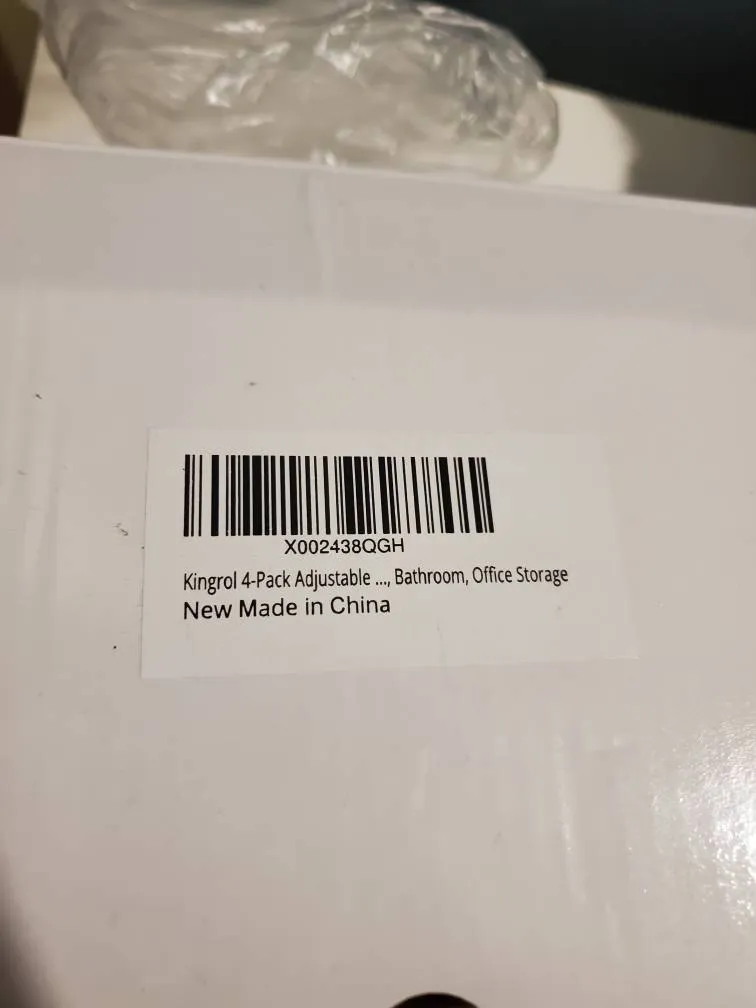 X002438QGH
Kingrol 4-Pack Adjustable ..., Bathroom, Office Storage
New Made in China